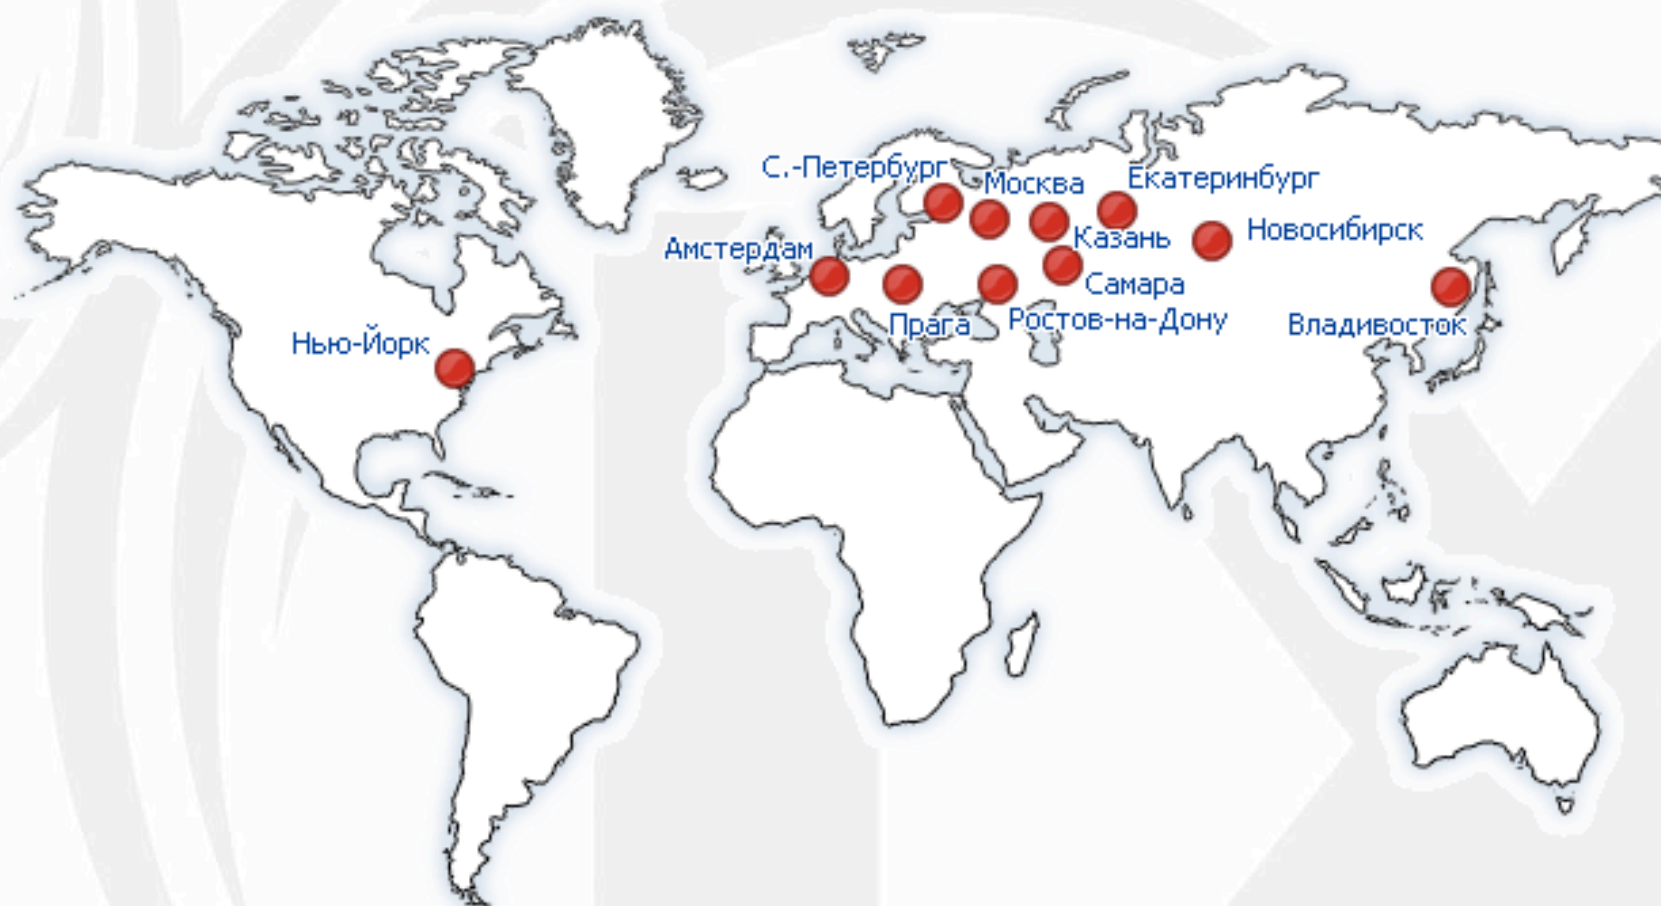 С.-Петербург
Москва
Екатеринбург
Новосибирск
Казань
Амстердам
Самара
Прага
Ростов-на-Дону
Владивосток
Нью-Йорк